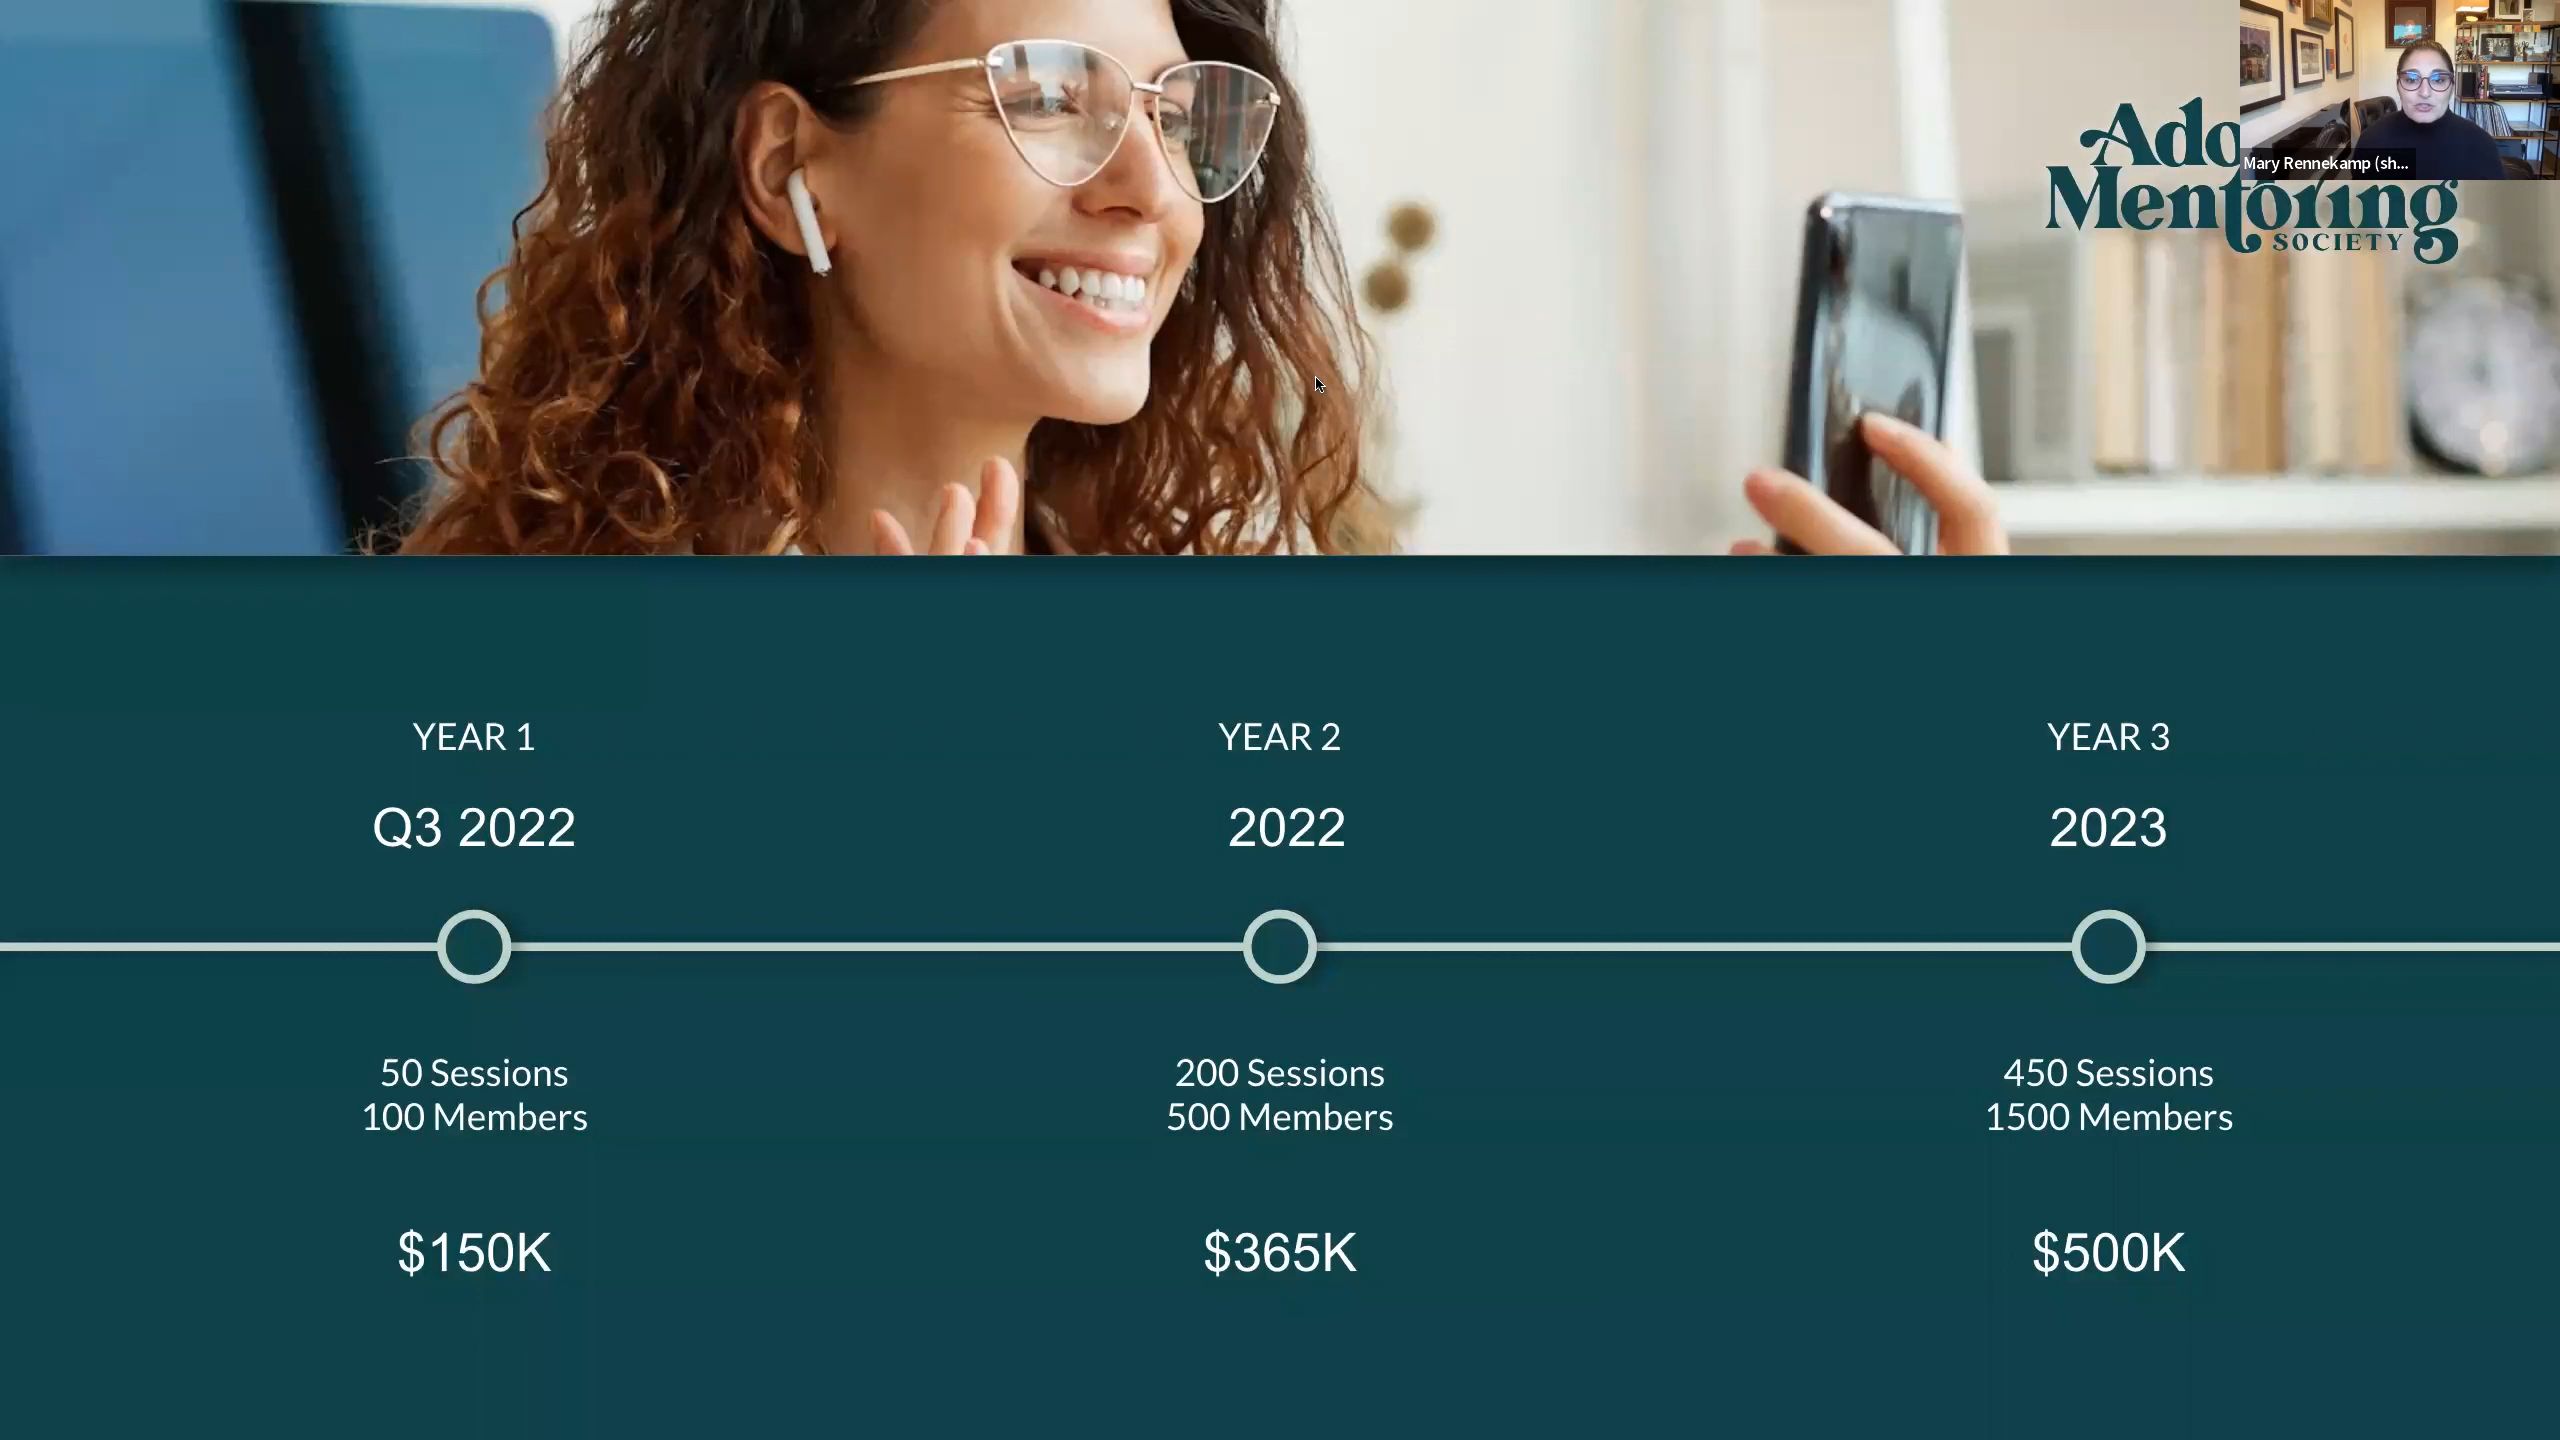 Mentoring
SOCIETY
Mary Rennekamp (sh...
YEAR 1
YEAR 2
YEAR 3
Q3 2022
2022
2023
50 Sessions
100 Members
200 Sessions
500 Members
450 Sessions
1500 Members
$150K
$365K
$500K